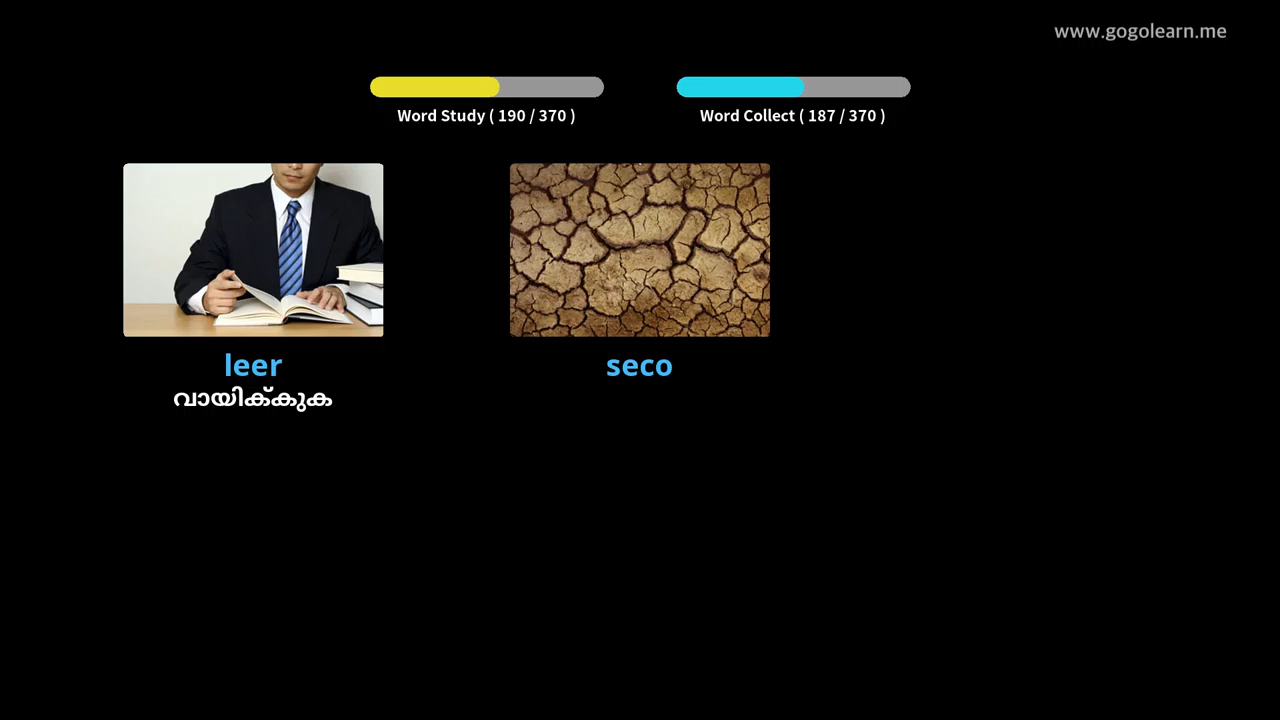 www.gogolearn.me
Word Study ( 190 / 370 )
Word Collect ( 187 / 370 )
leer
വായിക്കുക
seco